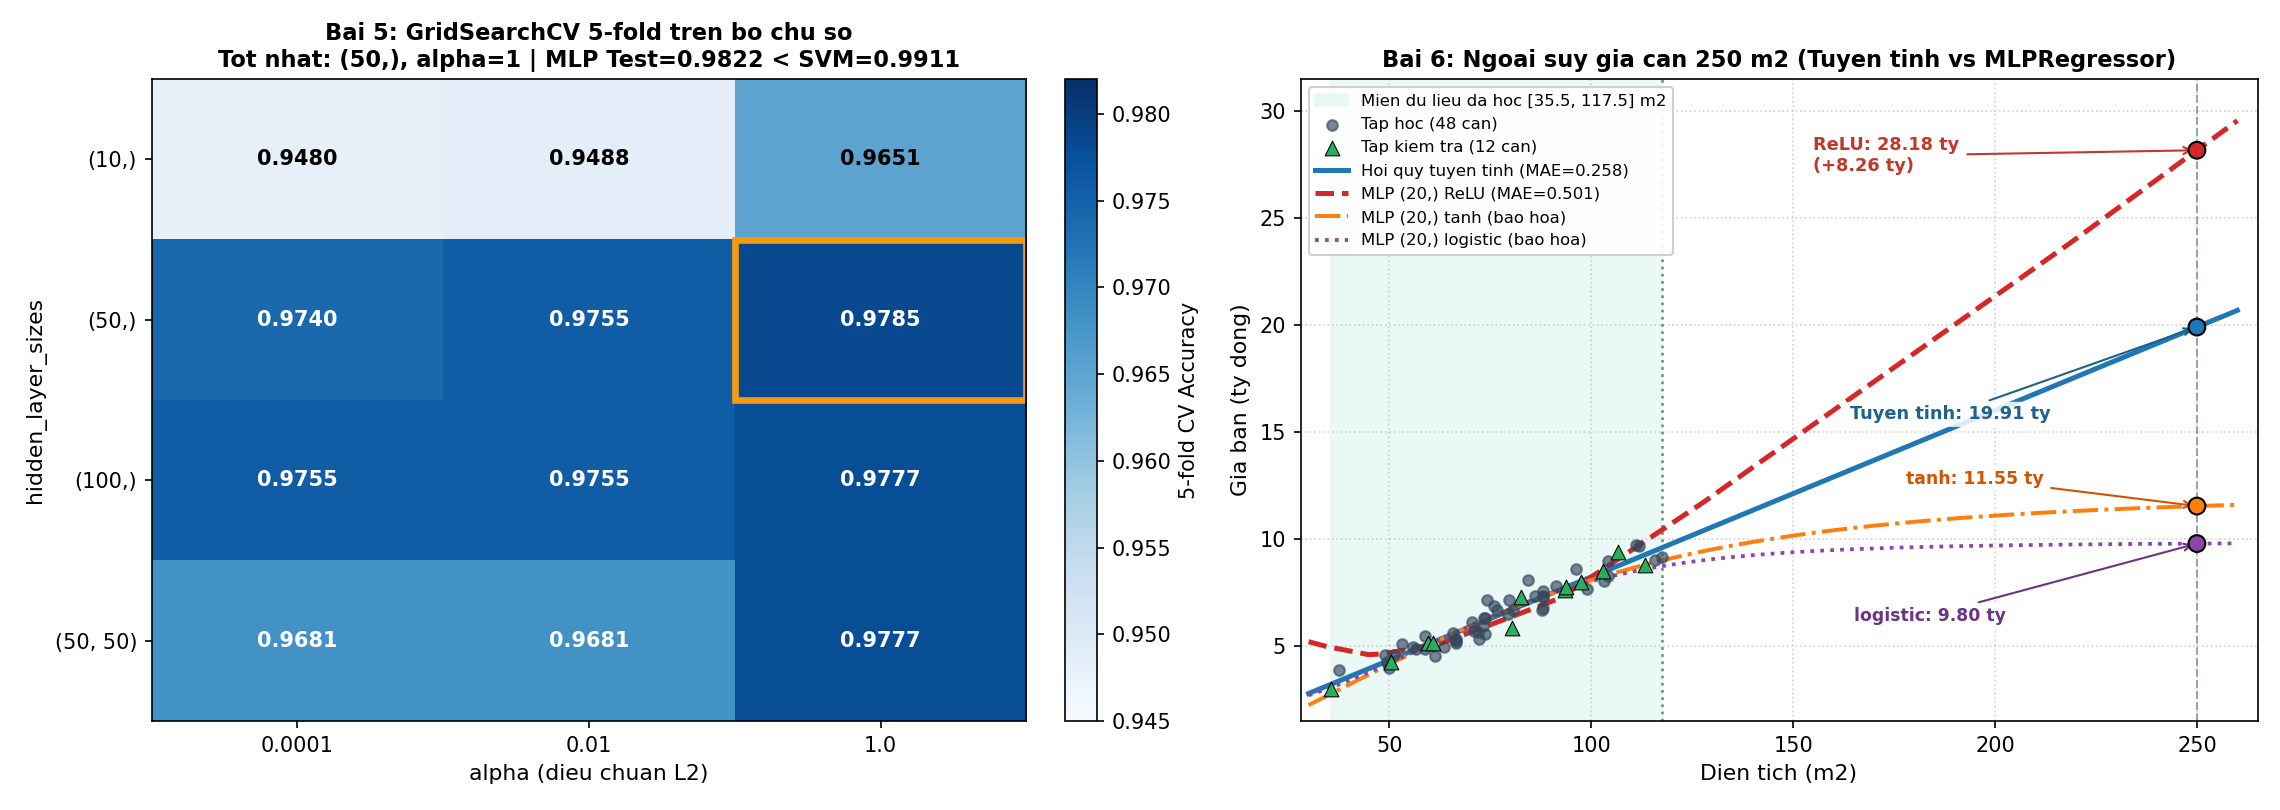 Bai 5: GridSearchCV 5-fold tren bo chu so
Tot nhat: (50,), alpha=1 | MLP Test=0.9822 < SVM=0.9911
hidden_layer_sizes
(10,)
0.9480
0.9488
0.9651
(50,)
0.9740
0.9755
0.9785
(100,)
0.9755
0.9755
0.9777
(50, 50)
0.9681
0.9681
0.9777
0.0001
0.01
1.0
alpha (dieu chuan L2)
0.980
0.975
0.970
0.965
0.960
0.955
0.950
0.945
5-fold CV Accuracy
Bai 6: Ngoai suy gia can 250 m2 (Tuyen tinh vs MLPRegressor)
Gia ban (ty dong)
30
25
20
15
10
5
Mien du lieu da hoc [35.5, 117.5] m2
Tap hoc (48 can)
Tap kiem tra (12 can)
Hoi quy tuyen tinh (MAE=0.258)
MLP (20,) ReLU (MAE=0.501)
MLP (20,) tanh (bao hoa)
MLP (20,) logistic (bao hoa)
ReLU: 28.18 ty
(+8.26 ty)
Tuyen tinh: 19.91 ty
tanh: 11.55 ty
logistic: 9.80 ty
50
100
150
200
250
Dien tich (m2)